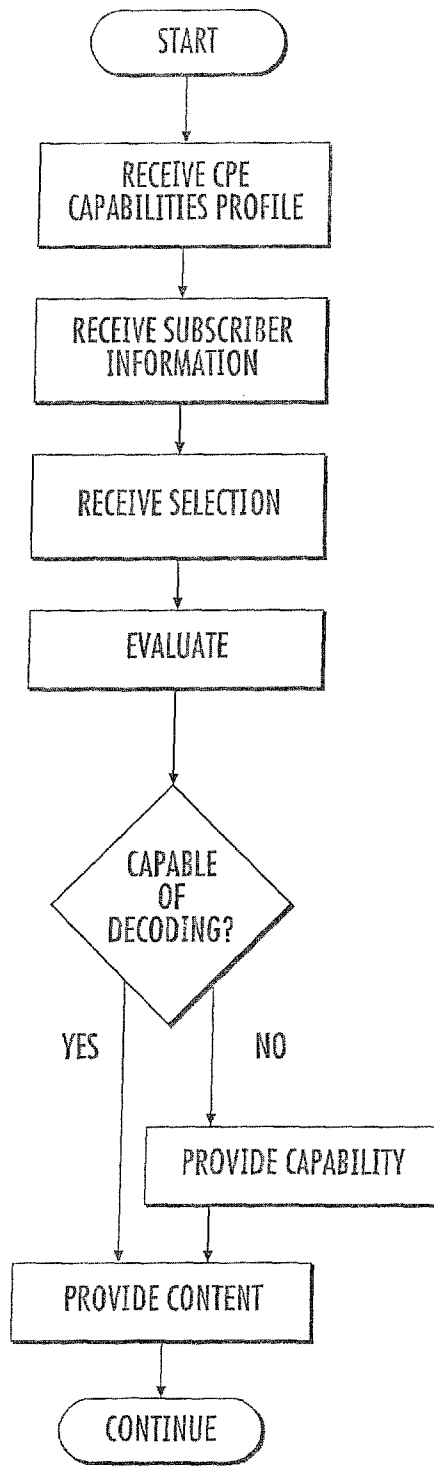 START
RECEIVE CPE
CAPABILITIES PROFILE
RECEIVE SUBSCRIBER
INFORMATION
RECEIVE SELECTION
EVALUATE
CAPABLE
OF
DECODING?
YES
NO
PROVIDE CAPABILITY
PROVIDE CONTENT
CONTINUE